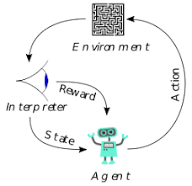 Environment
Reward
Action
Interpreter
State
Agent